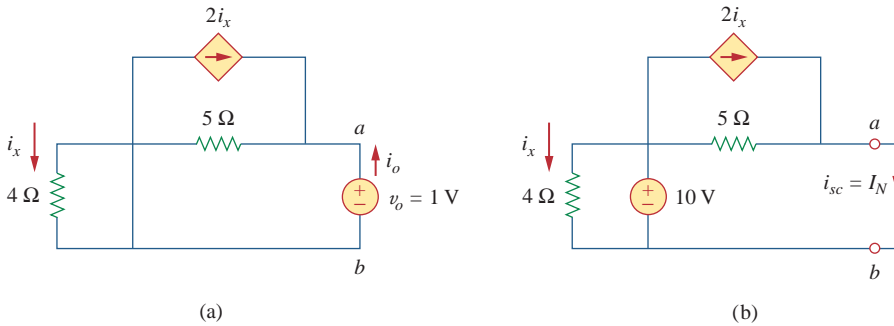 2i_x
5 Ω
a
i_x
i_o
4 Ω
+
−
v_o = 1 V
b
(a)
2i_x
5 Ω
a
i_x
4 Ω
+
−
10 V
i_sc = I_N
b
(b)